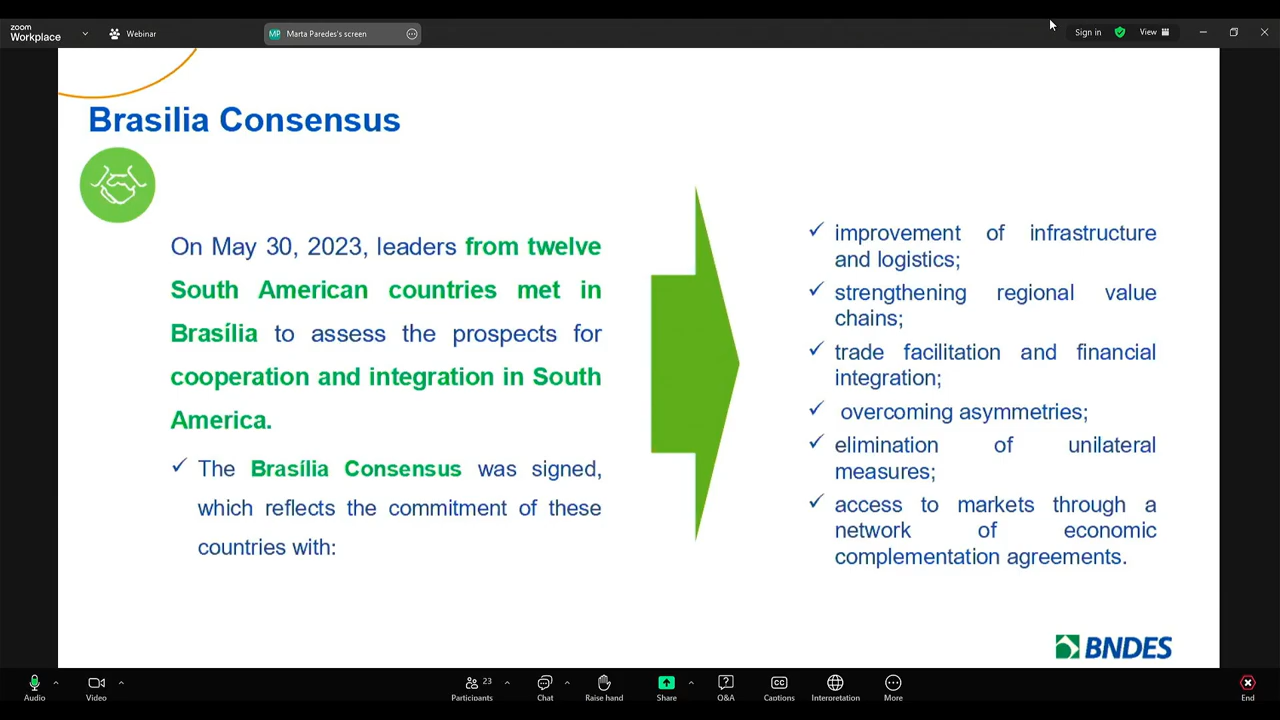 zoom
Workplace
Webinar
MP Marta Paredes's screen
Sign in
View
Brasilia Consensus
On May 30, 2023, leaders from twelve
South American countries met in
Brasília to assess the prospects for
cooperation and integration in South
America.
✓ The Brasília Consensus was signed,
which reflects the commitment of these
countries with:
✓ improvement of infrastructure
and logistics;
✓ strengthening regional value
chains;
✓ trade facilitation and financial
integration;
✓ overcoming asymmetries;
✓ elimination of unilateral
measures;
✓ access to markets through a
network of economic
complementation agreements.
BNDES
Audio
Video
Participants 23
Chat
Raise hand
Share
Q&A
CC Captions
Interpretation
More
End